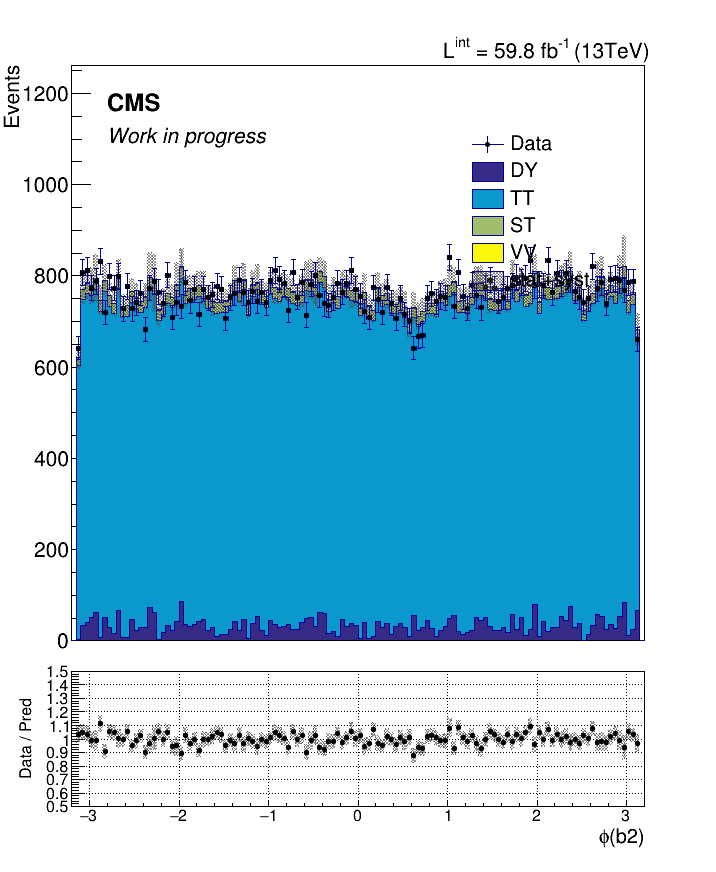 L^int = 59.8 fb^-1 (13TeV)
Events
1200
1000
800
600
400
200
0
CMS
Work in progress
Data
DY
TT
ST
VV
Data / Pred
1.5
1.4
1.3
1.2
1.1
1
0.9
0.8
0.7
0.6
0.5
−3 −2 −1 0 1 2 3
ϕ(b2)